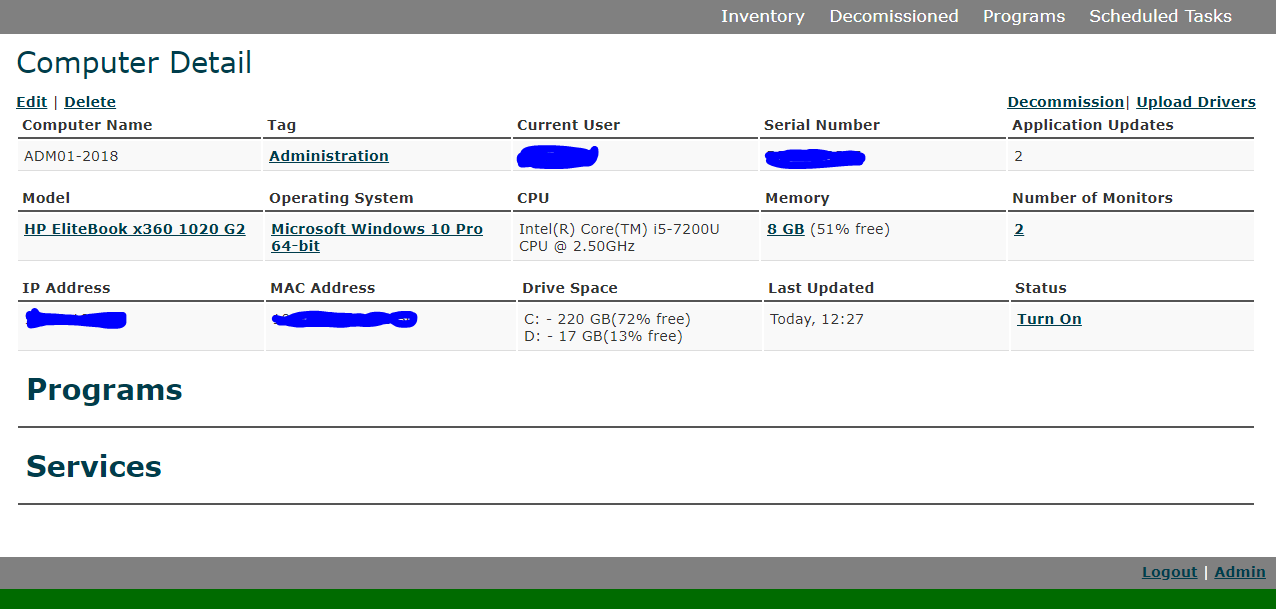 Inventory Decomissioned Programs Scheduled Tasks
Computer Detail
Edit | Delete Decommission| Upload Drivers
Computer Name Tag Current User Serial Number Application Updates
ADM01-2018 Administration 2
Model Operating System CPU Memory Number of Monitors
HP EliteBook x360 1020 G2 Microsoft Windows 10 Pro Intel(R) Core(TM) i5-7200U 8 GB (51% free) 2
64-bit CPU @ 2.50GHz
IP Address MAC Address Drive Space Last Updated Status
C: - 220 GB(72% free) Today, 12:27 Turn On
D: - 17 GB(13% free)
Programs
Services
Logout | Admin